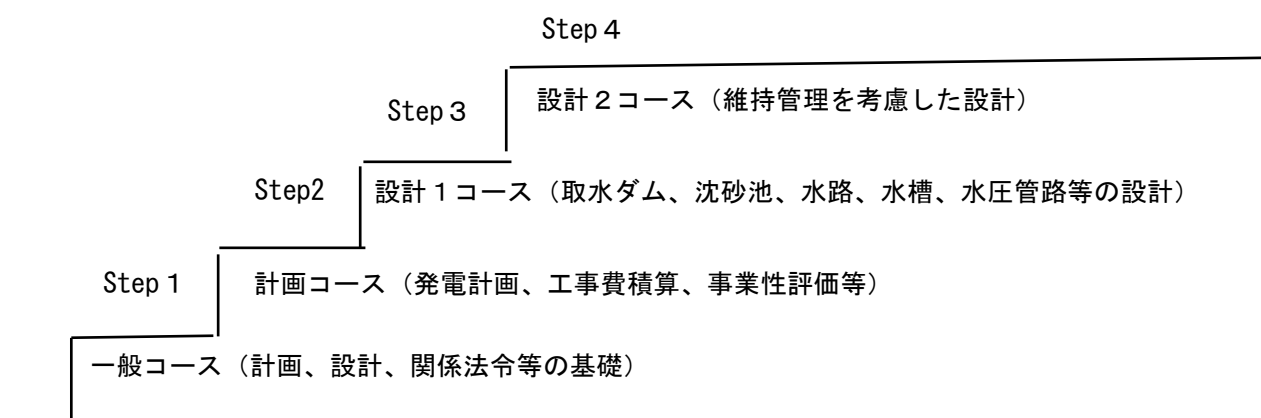 Step４
設計２コース（維持管理を考慮した設計）
Step３
設計１コース（取水ダム、沈砂池、水路、水槽、水圧管路等の設計）
Step2
計画コース（発電計画、工事費積算、事業性評価等）
Step１
一般コース（計画、設計、関係法令等の基礎）